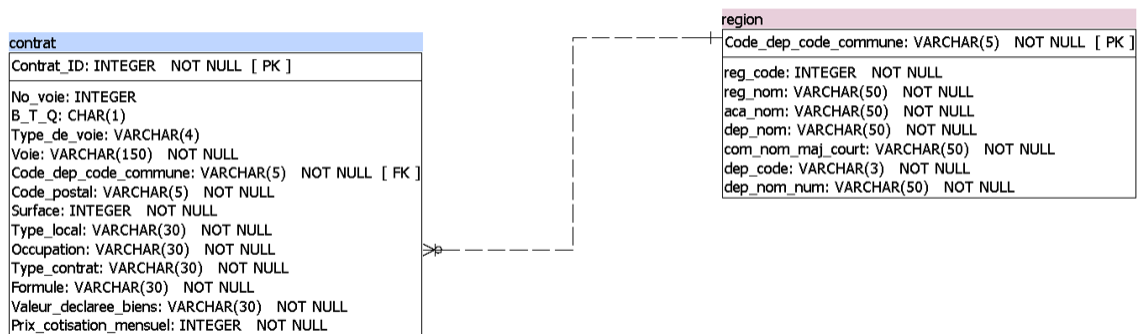 contrat
Contrat_ID: INTEGER NOT NULL [ PK ]
No_voie: INTEGER
B_T_Q: CHAR(1)
Type_de_voie: VARCHAR(4)
Voie: VARCHAR(150) NOT NULL
Code_dep_code_commune: VARCHAR(5) NOT NULL [ FK ]
Code_postal: VARCHAR(5) NOT NULL
Surface: INTEGER NOT NULL
Type_local: VARCHAR(30) NOT NULL
Occupation: VARCHAR(30) NOT NULL
Type_contrat: VARCHAR(30) NOT NULL
Formule: VARCHAR(30) NOT NULL
Valeur_declaree_biens: VARCHAR(30) NOT NULL
Prix_cotisation_mensuel: INTEGER NOT NULL
region
Code_dep_code_commune: VARCHAR(5) NOT NULL [ PK ]
reg_code: INTEGER NOT NULL
reg_nom: VARCHAR(50) NOT NULL
aca_nom: VARCHAR(50) NOT NULL
dep_nom: VARCHAR(50) NOT NULL
com_nom_maj_court: VARCHAR(50) NOT NULL
dep_code: VARCHAR(3) NOT NULL
dep_nom_num: VARCHAR(50) NOT NULL